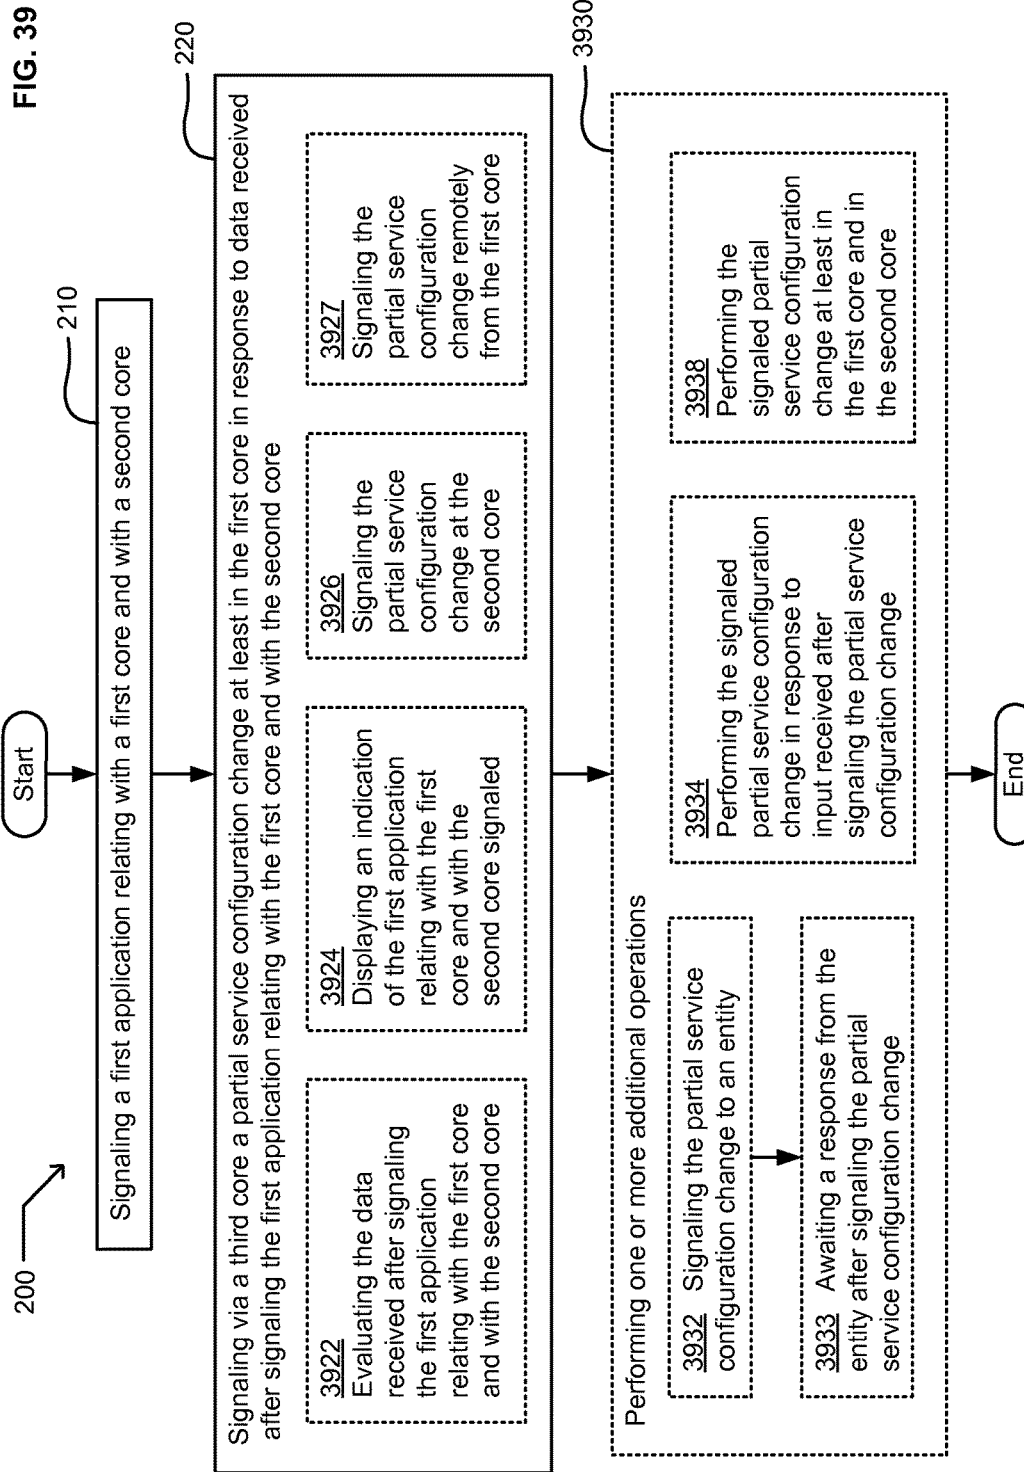 FIG. 39
200
Start
210
Signaling a first application relating with a first core and with a second core
220
Signaling via a third core a partial service configuration change at least in the first core in response to data received
after signaling the first application relating with the first core and with the second core
3922
Evaluating the data
received after signaling
the first application
relating with the first core
and with the second core
3924
Displaying an indication
of the first application
relating with the first
core and with the
second core signaled
3926
Signaling the
partial service
configuration
change at the
second core
3927
Signaling the
partial service
configuration
change remotely
from the first core
3930
Performing one or more additional operations
3932 Signaling the partial service
configuration change to an entity
3933 Awaiting a response from the
entity after signaling the partial
service configuration change
3934
Performing the signaled
partial service configuration
change in response to
input received after
signaling the partial service
configuration change
3938
Performing the
signaled partial
service configuration
change at least in
the first core and in
the second core
End